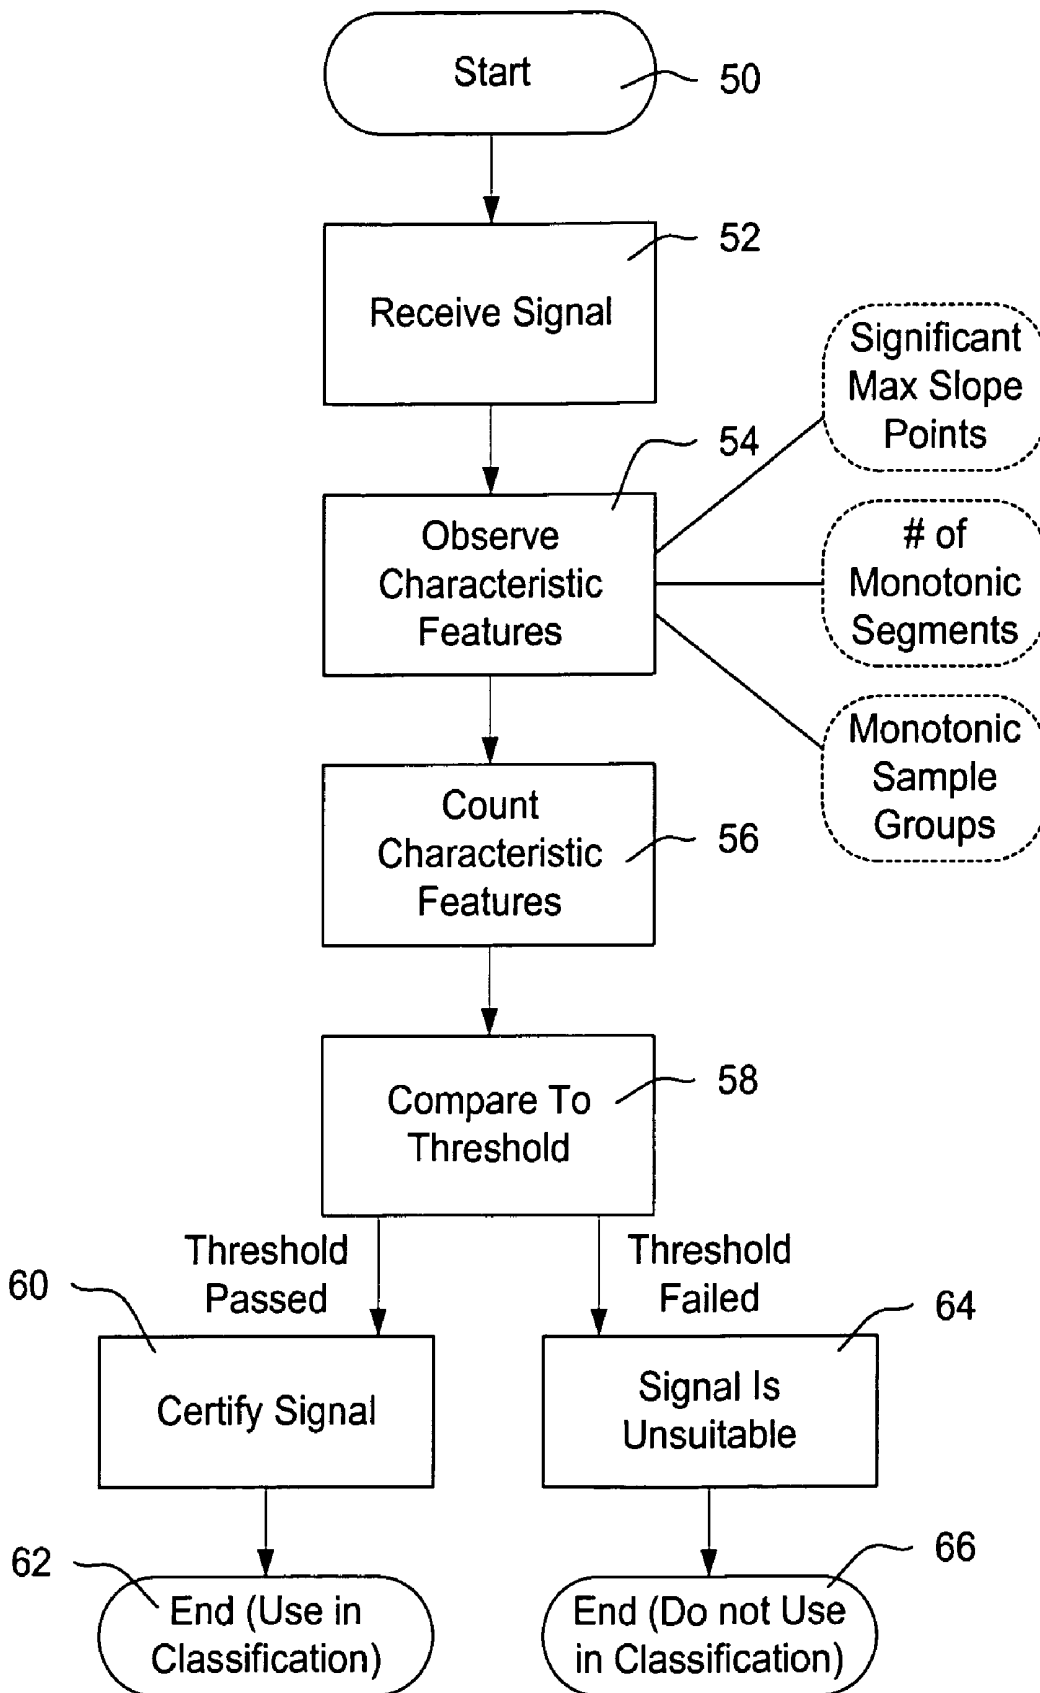 Start
50
52
Receive Signal
Significant
Max Slope
Points
54
Observe
Characteristic
Features
# of
Monotonic
Segments
Monotonic
Sample
Groups
Count
Characteristic
Features
56
Compare To
Threshold
58
Threshold
Passed
Threshold
Failed
60
64
Certify Signal
Signal Is
Unsuitable
62
66
End (Use in
Classification)
End (Do not Use
in Classification)